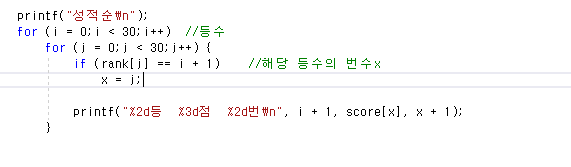 printf("성적순₩n");
for (i = 0;i < 30;i++)  //등수
    for (j = 0;j < 30;j++) {
        if (rank[j] == i + 1)    //해당 등수의 번수x
            x = j;
        printf("%2d등  %3d점  %2d번₩n", i + 1, score[x], x + 1);
    }